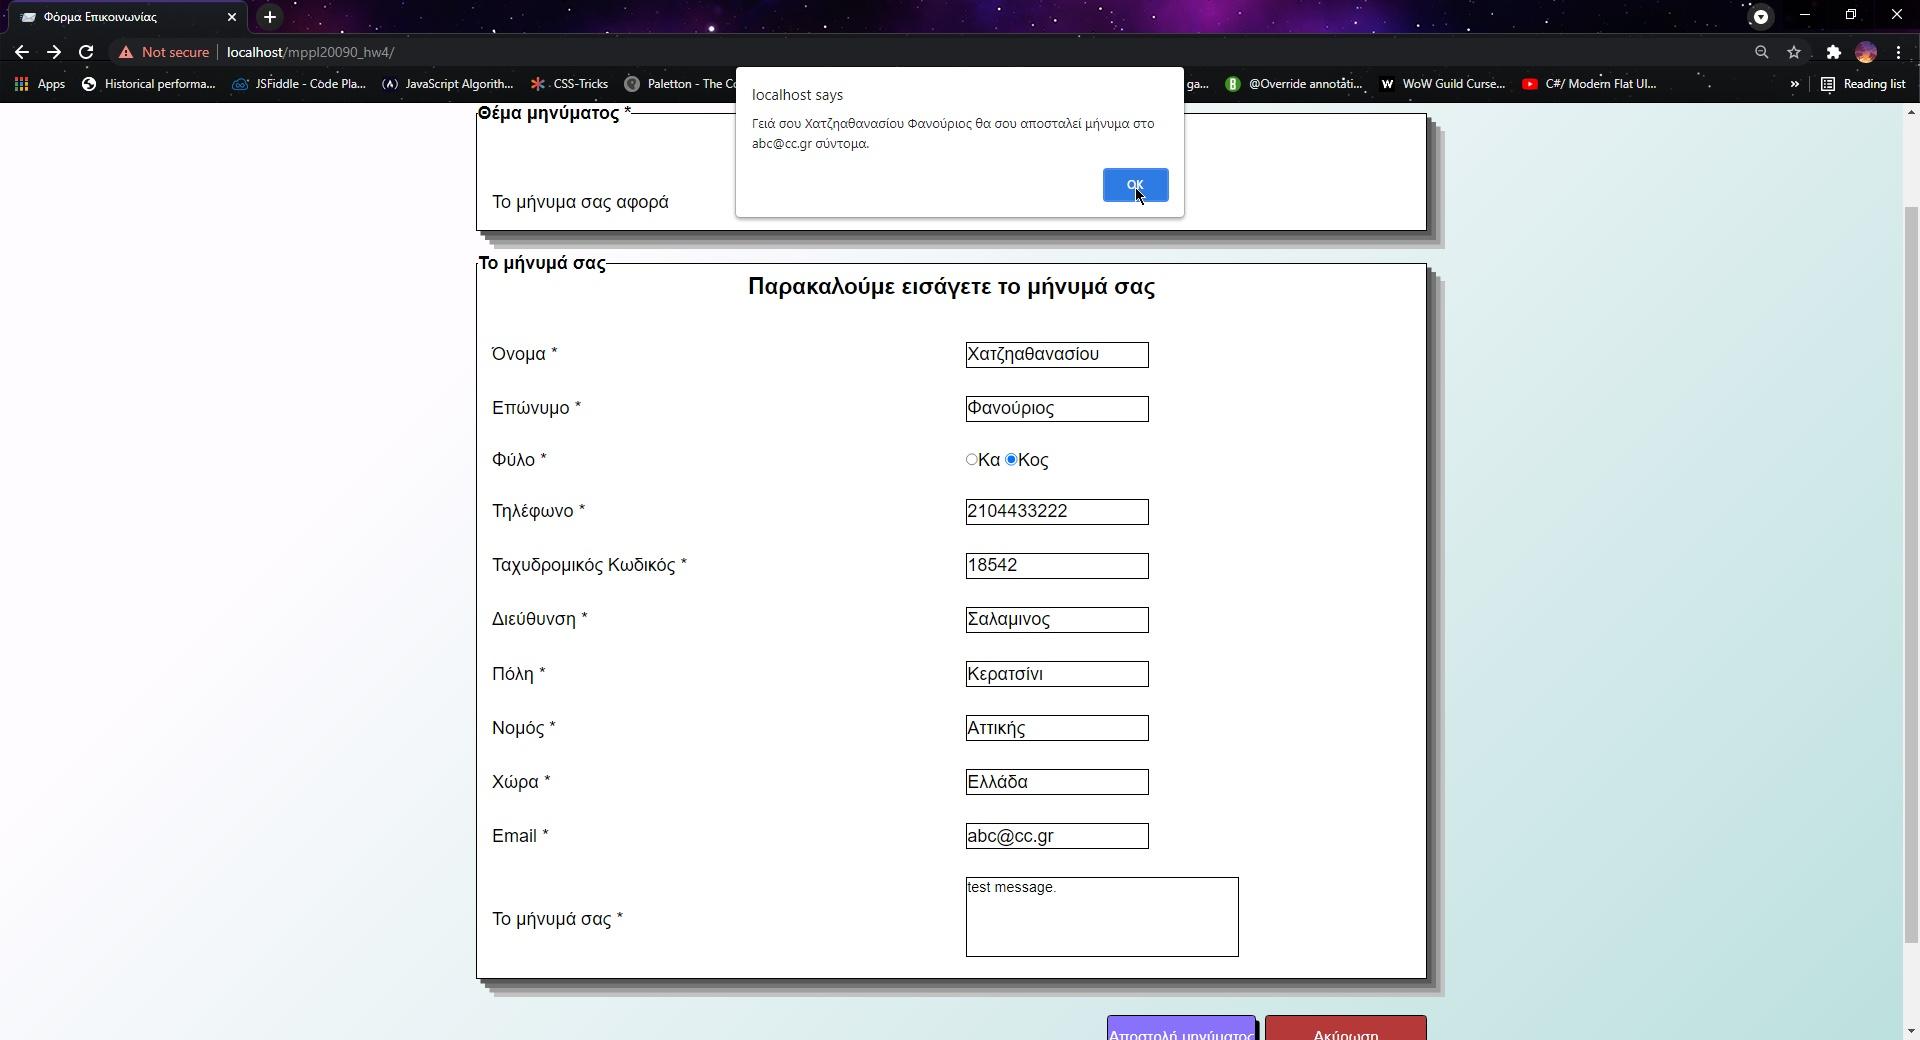 Φόρμα Επικοινωνίας
Not secure
localhost/mppl20090_hw4/
Apps
Historical performa...
JSFiddle - Code Pla...
JavaScript Algorith...
CSS-Tricks
Paletton - The Co
ga...
@Override annotati...
WoW Guild Curse...
C#/ Modern Flat UI...
»
Reading list
localhost says
Γειά σου Χατζηαθανασίου Φανούριος θα σου αποσταλεί μήνυμα στο
abc@cc.gr σύντομα.
OK
Θέμα μηνύματος *
Το μήνυμα σας αφορά
Το μήνυμά σας
Παρακαλούμε εισάγετε το μήνυμά σας
Όνομα * Χατζηαθανασίου
Επώνυμο * Φανούριος
Φύλο * Κα Κος
Τηλέφωνο * 2104433222
Ταχυδρομικός Κωδικός * 18542
Διεύθυνση * Σαλαμινος
Πόλη * Κερατσίνι
Νομός * Αττικής
Χώρα * Ελλάδα
Email * abc@cc.gr
test message.
Το μήνυμά σας *
Αποστολή μηνύματος Ακύρωση